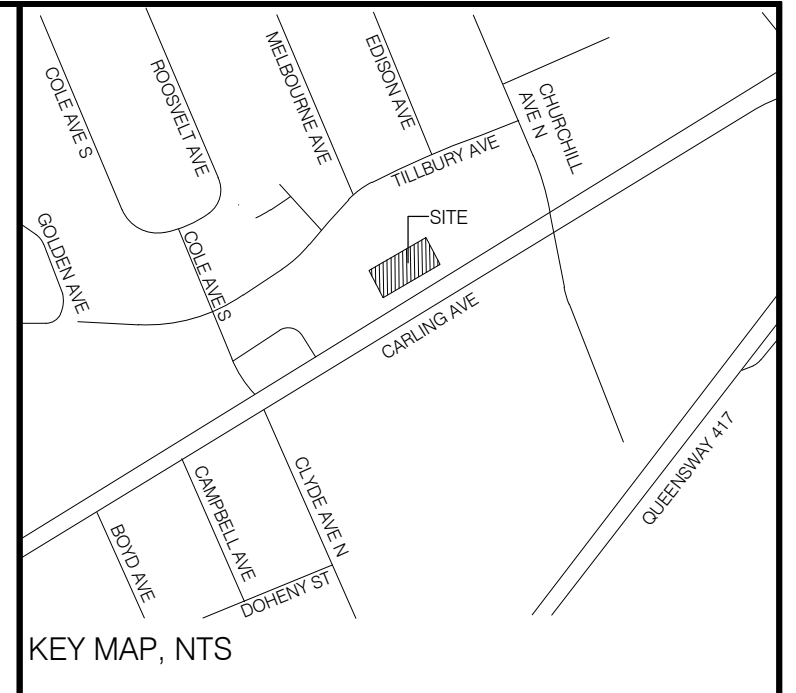 COLE AVE S
ROOSVELT AVE
MELBOURNE AVE
EDISON AVE
CHURCHILL
AVE N
TILLBURY AVE
GOLDEN AVE
COLE AVE S
SITE
CARLING AVE
QUEENSWAY 417
CLYDE AVE N
CAMPBELL AVE
BOYD AVE
DOHENY ST
KEY MAP, NTS